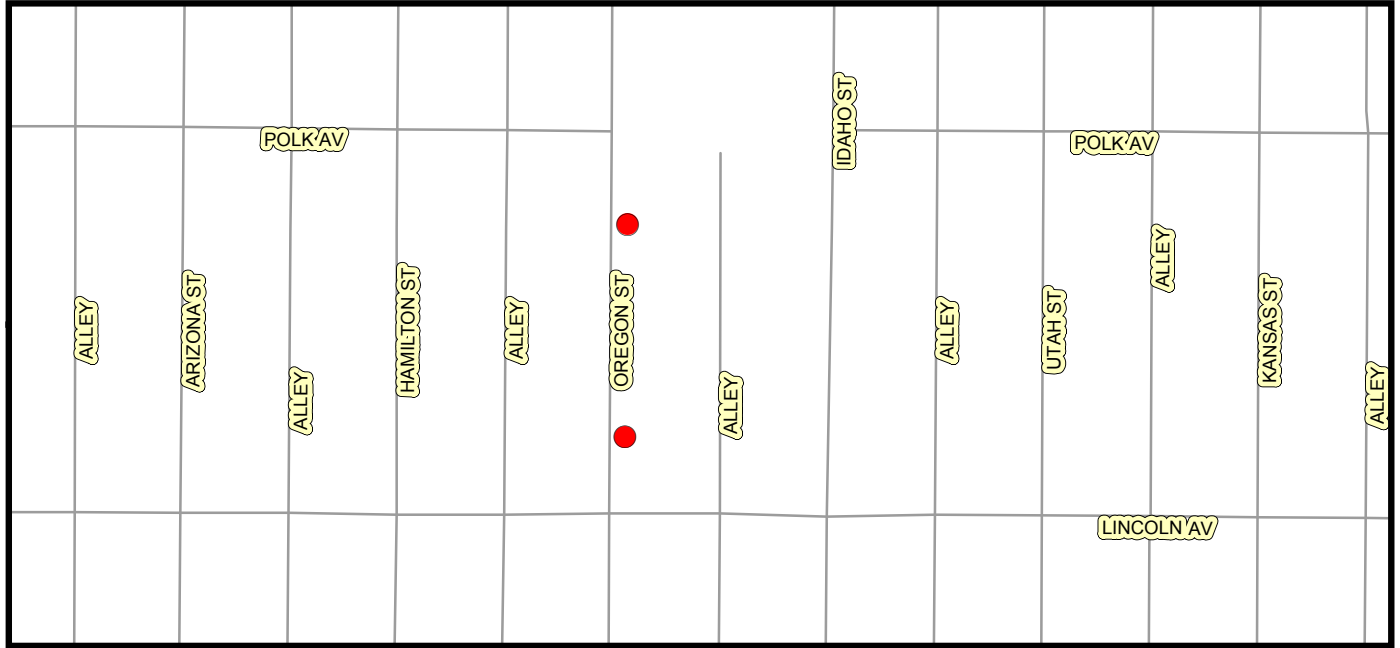 IDAHO ST
POLK AV
POLK AV
ALLEY
ARIZONA ST
ALLEY
HAMILTON ST
ALLEY
OREGON ST
ALLEY
ALLEY
UTAH ST
ALLEY
KANSAS ST
ALLEY
LINCOLN AV